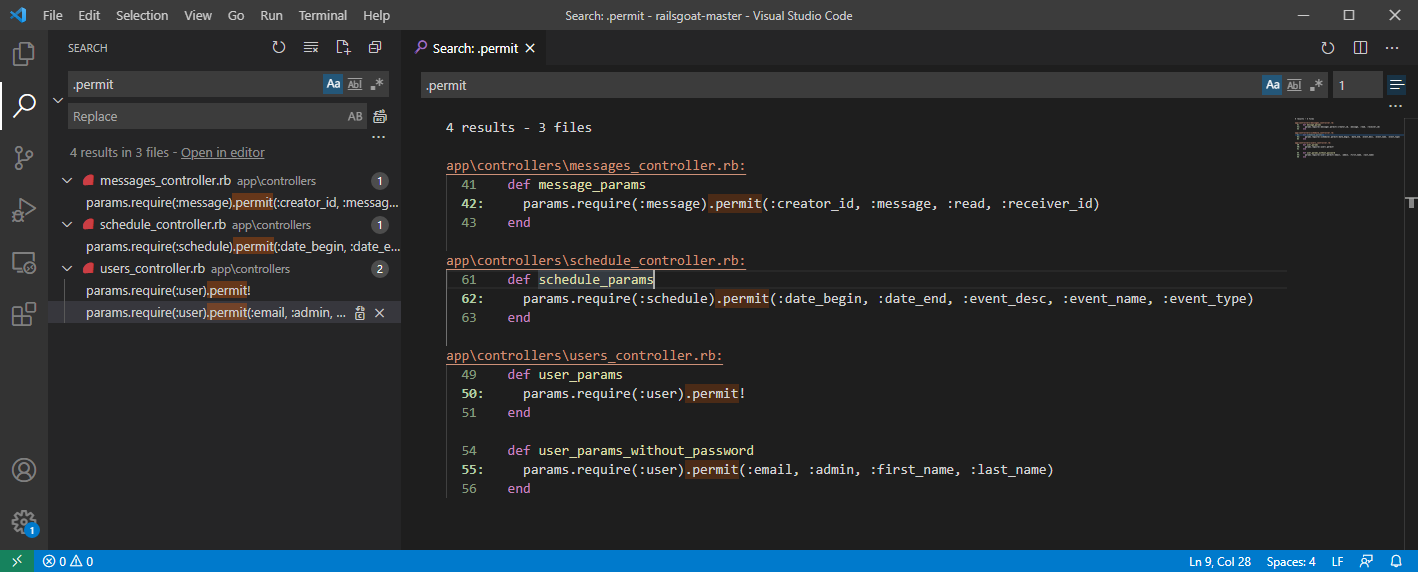 File Edit Selection View Go Run Terminal Help
Search: .permit - railsgoat-master - Visual Studio Code
SEARCH
.permit
Aa Abl .*
Replace
AB
4 results in 3 files - Open in editor
messages_controller.rb app\controllers 1
params.require(:message).permit(:creator_id, :messag...
schedule_controller.rb app\controllers 1
params.require(:schedule).permit(:date_begin, :date_e...
users_controller.rb app\controllers 2
params.require(:user).permit!
params.require(:user).permit(:email, :admin, ...
1
Search: .permit
.permit
Aa Abl .*
1
4 results - 3 files
app\controllers\messages_controller.rb:
41 def message_params
42: params.require(:message).permit(:creator_id, :message, :read, :receiver_id)
43 end
app\controllers\schedule_controller.rb:
61 def schedule_params
62: params.require(:schedule).permit(:date_begin, :date_end, :event_desc, :event_name, :event_type)
63 end
app\controllers\users_controller.rb:
49 def user_params
50: params.require(:user).permit!
51 end
54 def user_params_without_password
55: params.require(:user).permit(:email, :admin, :first_name, :last_name)
56 end
0 0
Ln 9, Col 28 Spaces: 4 LF